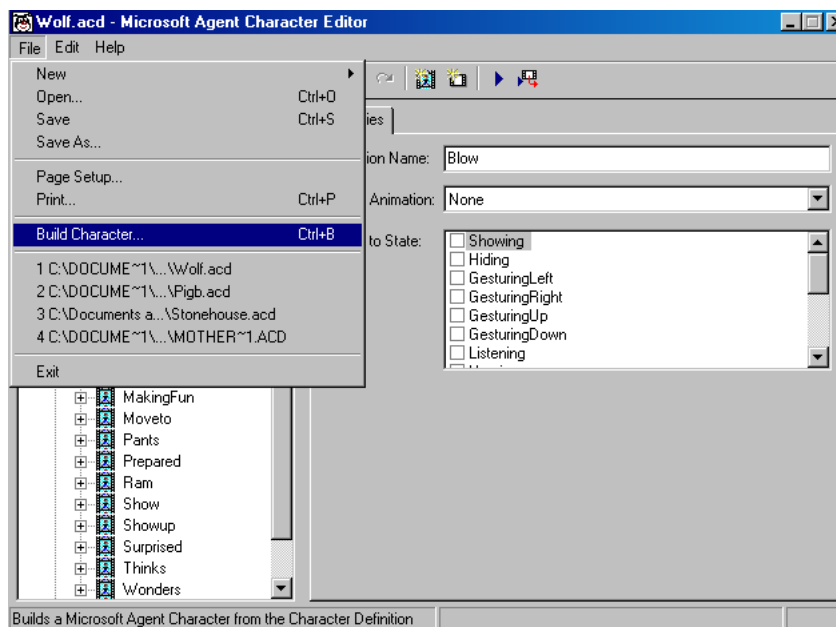 Wolf.acd - Microsoft Agent Character Editor
File Edit Help
New
Open... Ctrl+O
Save Ctrl+S
Save As...
Page Setup...
Print... Ctrl+P
Build Character... Ctrl+B
1 C:\DOCUME~1\...\Wolf.acd
2 C:\DOCUME~1\...\Pigb.acd
3 C:\Documents a...\Stonehouse.acd
4 C:\DOCUME~1\...\MOTHER~1.ACD
Exit
ies
ion Name: Blow
Animation: None
to State: Showing
Hiding
GesturingLeft
GesturingRight
GesturingUp
GesturingDown
Listening
MakingFun
Moveto
Pants
Prepared
Ram
Show
Showup
Surprised
Thinks
Wonders
Builds a Microsoft Agent Character from the Character Definition